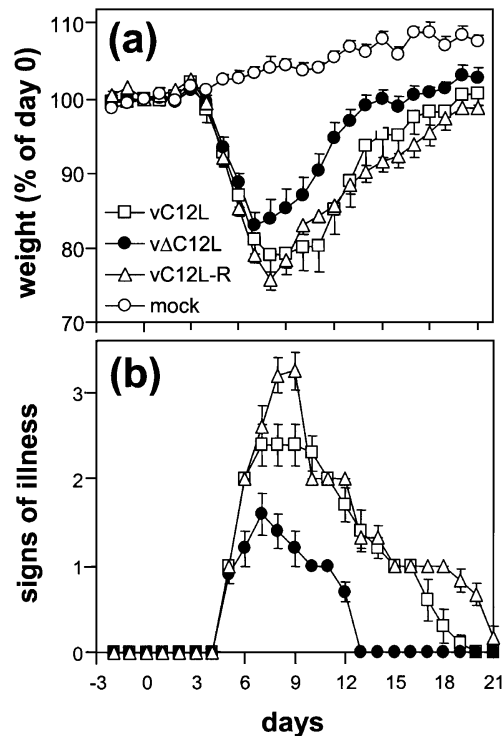 (a)
110
100
90
80
70
weight (% of day 0)
vC12L
vΔC12L
vC12L-R
mock
(b)
3
2
1
0
signs of illness
-3 0 3 6 9 12 15 18 21
days